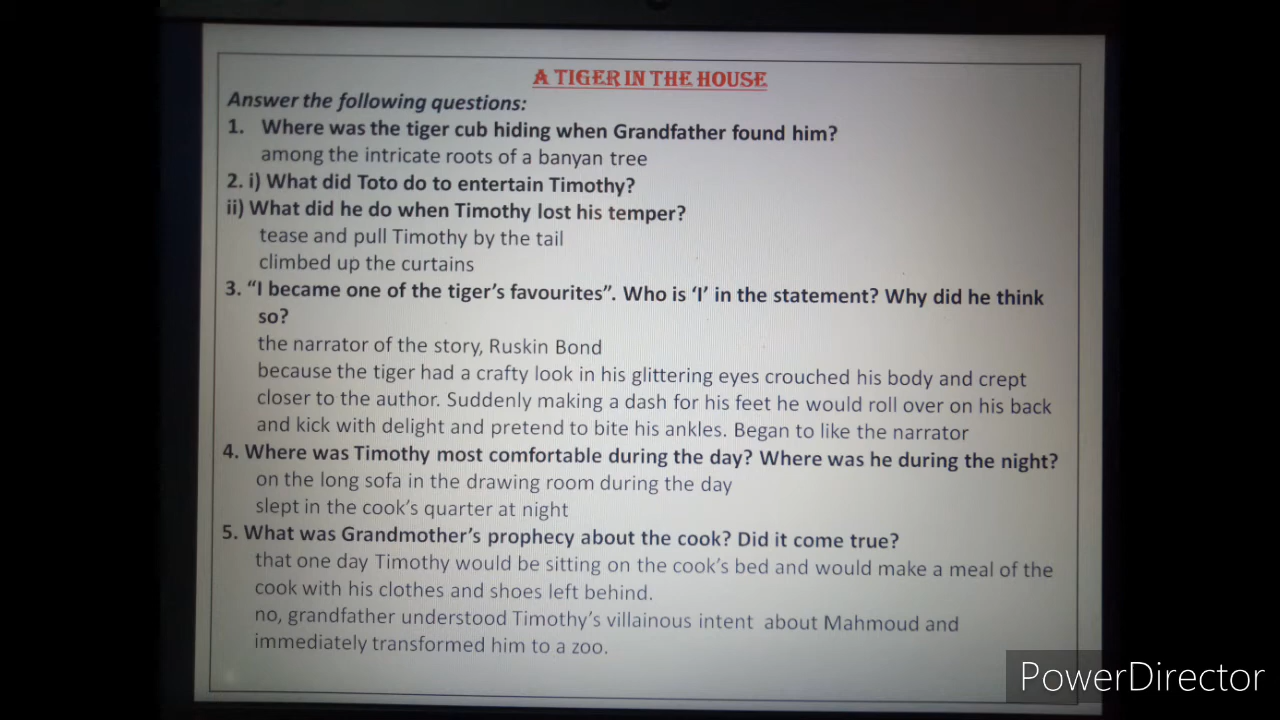 A TIGER IN THE HOUSE
Answer the following questions:
1. Where was the tiger cub hiding when Grandfather found him?
among the intricate roots of a banyan tree
2. i) What did Toto do to entertain Timothy?
ii) What did he do when Timothy lost his temper?
tease and pull Timothy by the tail
climbed up the curtains
3. “I became one of the tiger’s favourites”. Who is ‘I’ in the statement? Why did he think
so?
the narrator of the story, Ruskin Bond
because the tiger had a crafty look in his glittering eyes crouched his body and crept
closer to the author. Suddenly making a dash for his feet he would roll over on his back
and kick with delight and pretend to bite his ankles. Began to like the narrator
4. Where was Timothy most comfortable during the day? Where was he during the night?
on the long sofa in the drawing room during the day
slept in the cook’s quarter at night
5. What was Grandmother’s prophecy about the cook? Did it come true?
that one day Timothy would be sitting on the cook’s bed and would make a meal of the
cook with his clothes and shoes left behind.
no, grandfather understood Timothy’s villainous intent about Mahmoud and
immediately transformed him to a zoo.
PowerDirector